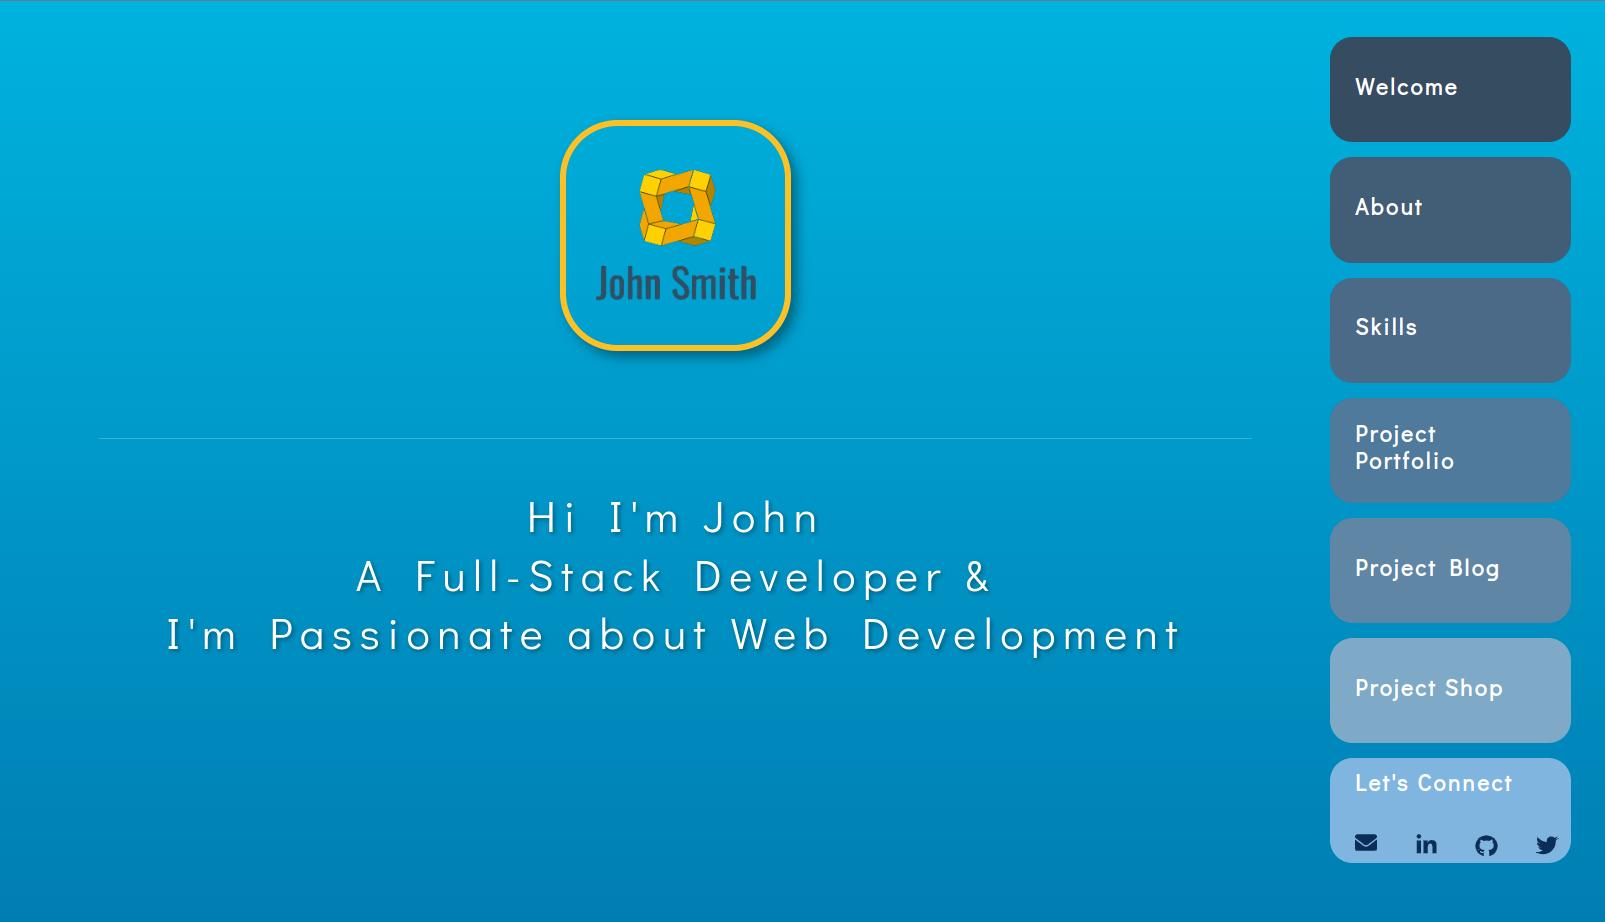 John Smith
Hi I'm John
A Full-Stack Developer &
I'm Passionate about Web Development
Welcome
About
Skills
Project
Portfolio
Project Blog
Project Shop
Let's Connect